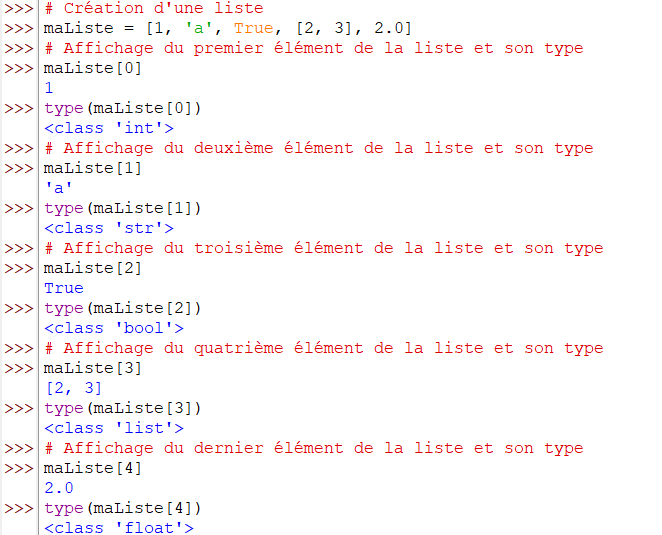 >>> # Création d'une liste
>>> maListe = [1, 'a', True, [2, 3], 2.0]
>>> # Affichage du premier élément de la liste et son type
>>> maListe[0]
1
>>> type(maListe[0])
<class 'int'>
>>> # Affichage du deuxième élément de la liste et son type
>>> maListe[1]
'a'
>>> type(maListe[1])
<class 'str'>
>>> # Affichage du troisième élément de la liste et son type
>>> maListe[2]
True
>>> type(maListe[2])
<class 'bool'>
>>> # Affichage du quatrième élément de la liste et son type
>>> maListe[3]
[2, 3]
>>> type(maListe[3])
<class 'list'>
>>> # Affichage du dernier élément de la liste et son type
>>> maListe[4]
2.0
>>> type(maListe[4])
<class 'float'>